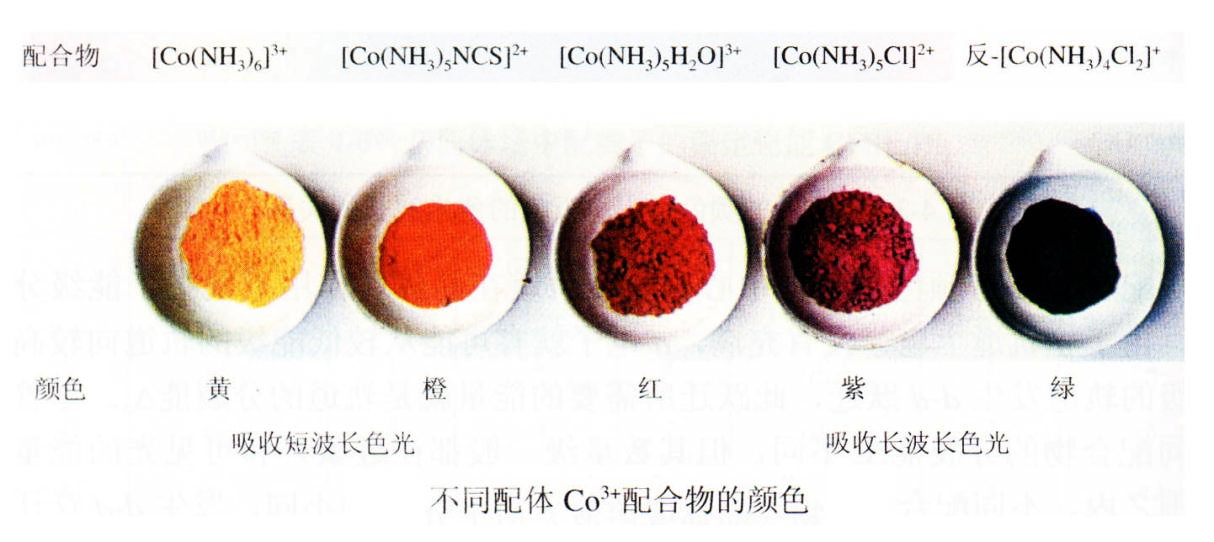 配合物 [Co(NH₃)₆]³⁺ [Co(NH₃)₅NCS]²⁺ [Co(NH₃)₅H₂O]³⁺ [Co(NH₃)₅Cl]²⁺ 反-[Co(NH₃)₄Cl₂]⁺
颜色 黄 橙 红 紫 绿
吸收短波长色光 吸收长波长色光
不同配体 Co³⁺配合物的颜色